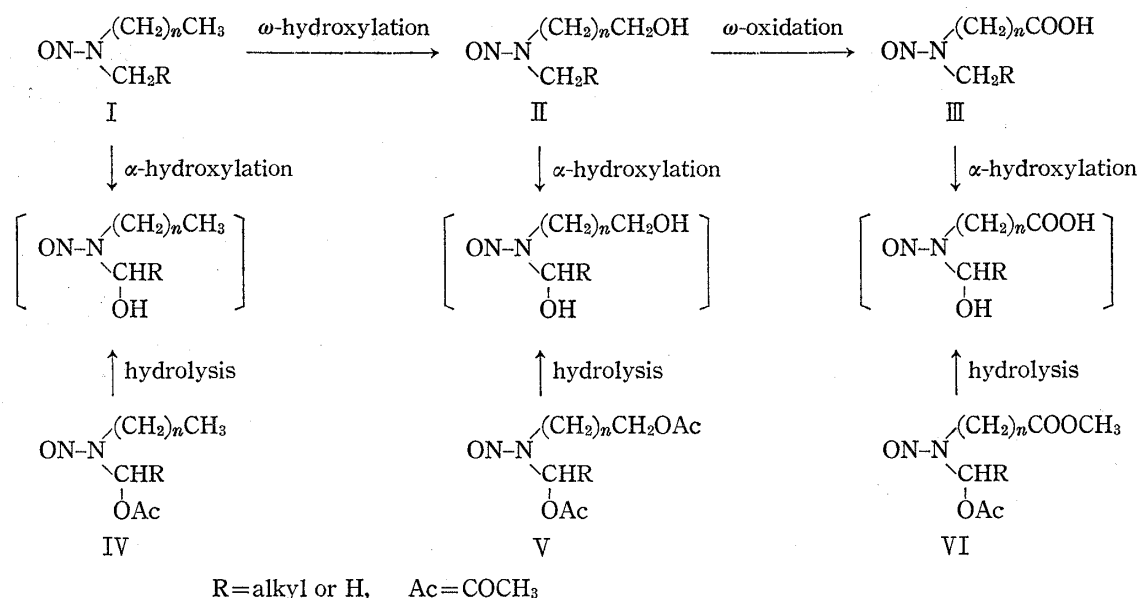 (CH₂)ₙCH₃ ω-hydroxylation (CH₂)ₙCH₂OH ω-oxidation (CH₂)ₙCOOH
ON–N ON–N ON–N
CH₂R CH₂R CH₂R
I II III
α-hydroxylation α-hydroxylation α-hydroxylation
(CH₂)ₙCH₃ (CH₂)ₙCH₂OH (CH₂)ₙCOOH
ON–N ON–N ON–N
CHR CHR CHR
OH OH OH
hydrolysis hydrolysis hydrolysis
(CH₂)ₙCH₃ (CH₂)ₙCH₂OAc (CH₂)ₙCOOCH₃
ON–N ON–N ON–N
CHR CHR CHR
OAc OAc OAc
IV V VI
R=alkyl or H, Ac=COCH₃